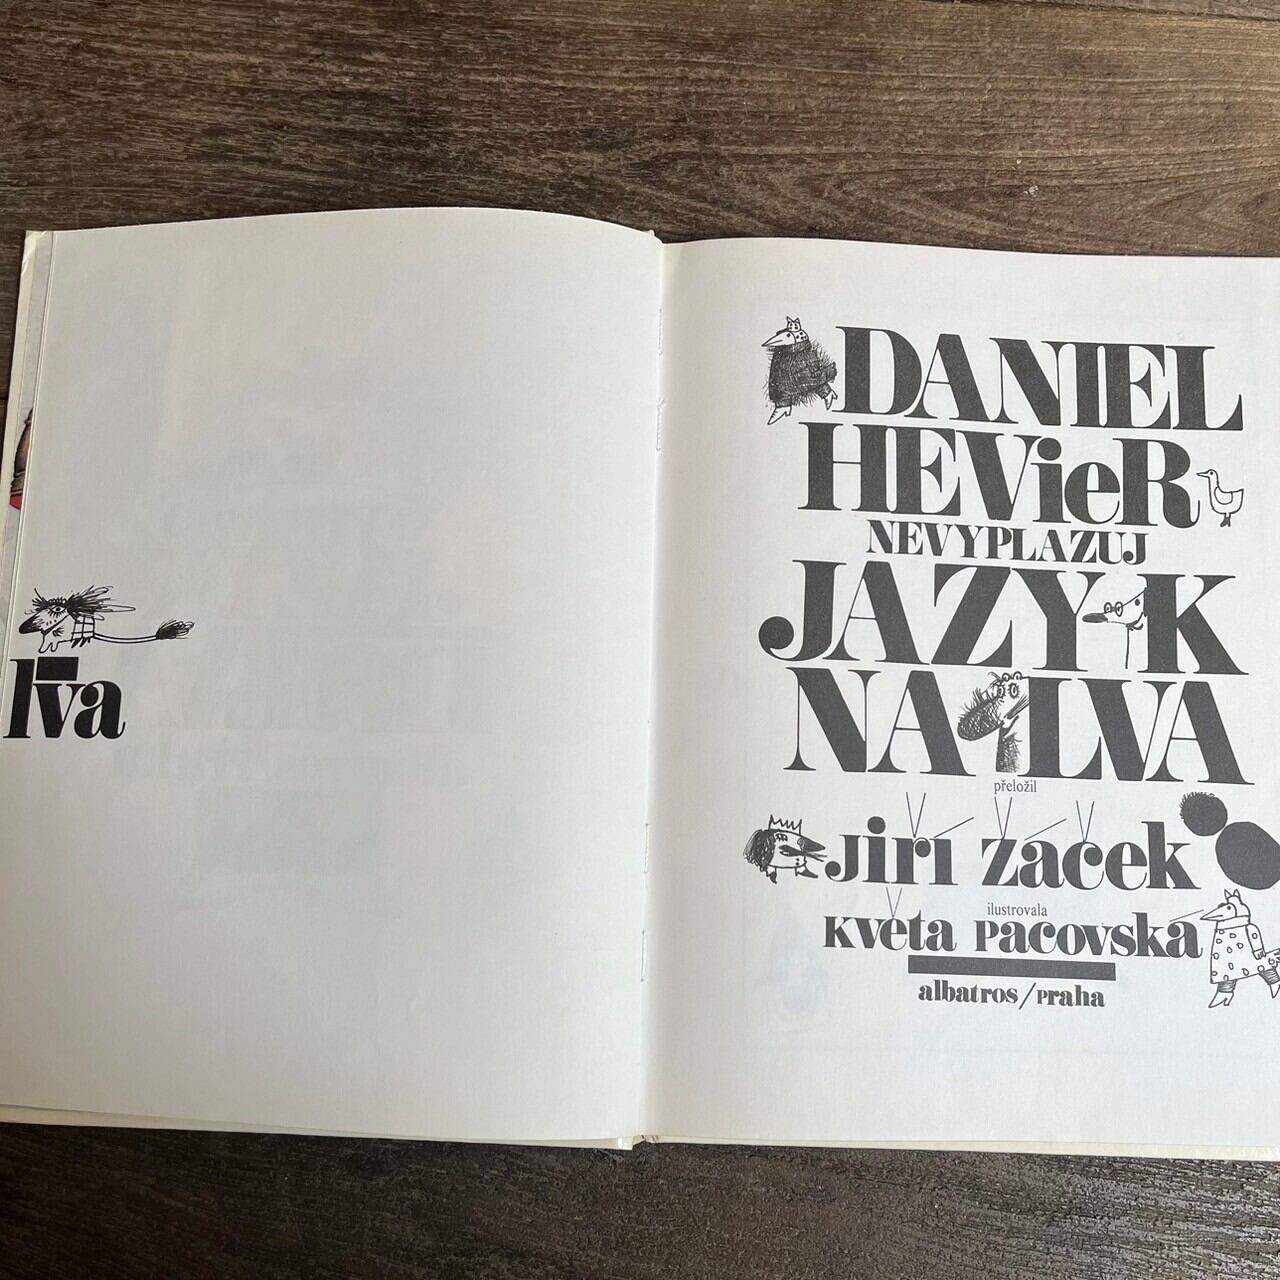 lva
DANIEL
HEVieR
NEVYPLAZUJ
JAZYK
NA LVA
přeložil
Jiří Žáček
ilustrovala
Květa Pacovská
albatros/Praha